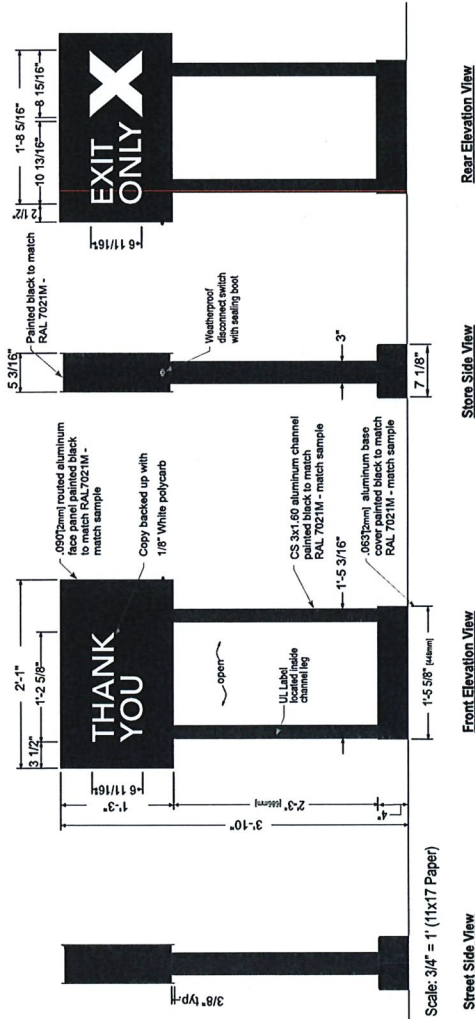 3/8" typ.
Scale: 3/4" = 1' (11x17 Paper)
Street Side View
2'-1"
1'-2 5/8"
3 1/2"
THANK
YOU
6 11/16"
1'-3"
3'-10"
2'-3" [686mm]
4"
open
UL Label
located inside
channel leg
1'-5 3/16"
1'-5 5/8" [448mm]
Front Elevation View
.090"[2mm] routed aluminum
face panel painted black
to match RAL7021M -
match sample
Copy backed up with
1/8" White polycarb
CS 3x1.60 aluminum channel
painted black to match
RAL 7021M - match sample
.063"[2mm] aluminum base
cover painted black to match
RAL 7021M - match sample
5 3/16"
Painted black to match
RAL 7021M -
Weatherproof
disconnect switch
with sealing boot
3"
7 1/8"
Store Side View
1'-8 5/16"
2 1/2"
10 13/16"
8 15/16"
EXIT
ONLY X
6 11/16"
Rear Elevation View